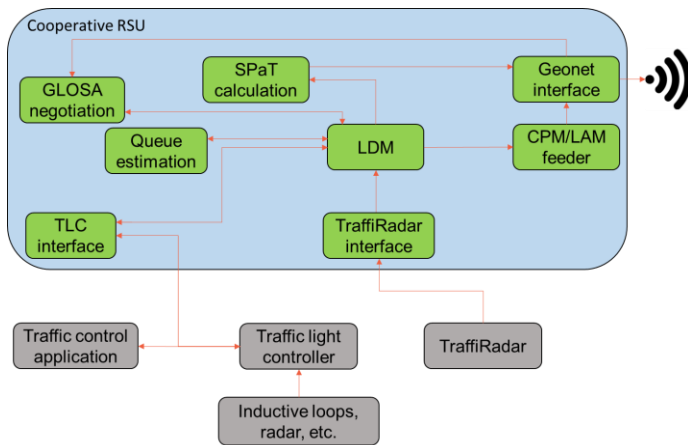 Cooperative RSU
SPaT
calculation
Geonet
interface
GLOSA
negotiation
Queue
estimation
LDM
CPM/LAM
feeder
TLC
interface
TraffiRadar
interface
Traffic control
application
Traffic light
controller
TraffiRadar
Inductive loops,
radar, etc.